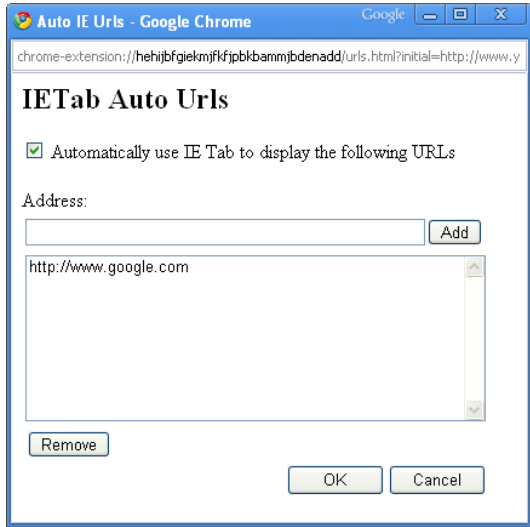 Auto IE Urls - Google Chrome
Google
chrome-extension://hehijbfgiekmjfkfjpbkbammjbdenadd/urls.html?initial=http://www.y
IETab Auto Urls
Automatically use IE Tab to display the following URLs
Address:
Add
http://www.google.com
Remove
OK Cancel